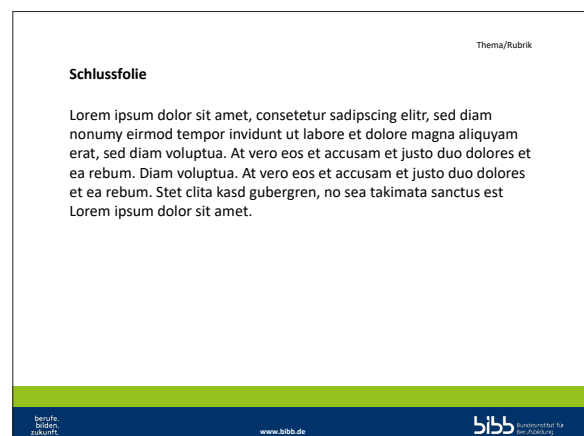 Thema/Rubrik
Schlussfolie
Lorem ipsum dolor sit amet, consetetur sadipscing elitr, sed diam
nonumy eirmod tempor invidunt ut labore et dolore magna aliquyam
erat, sed diam voluptua. At vero eos et accusam et justo duo dolores et
ea rebum. Diam voluptua. At vero eos et accusam et justo duo dolores
et ea rebum. Stet clita kasd gubergren, no sea takimata sanctus est
Lorem ipsum dolor sit amet.
berufe.
bilden.
zukunft.
www.bibb.de
bibb
Bundesinstitut für
Berufsbildung